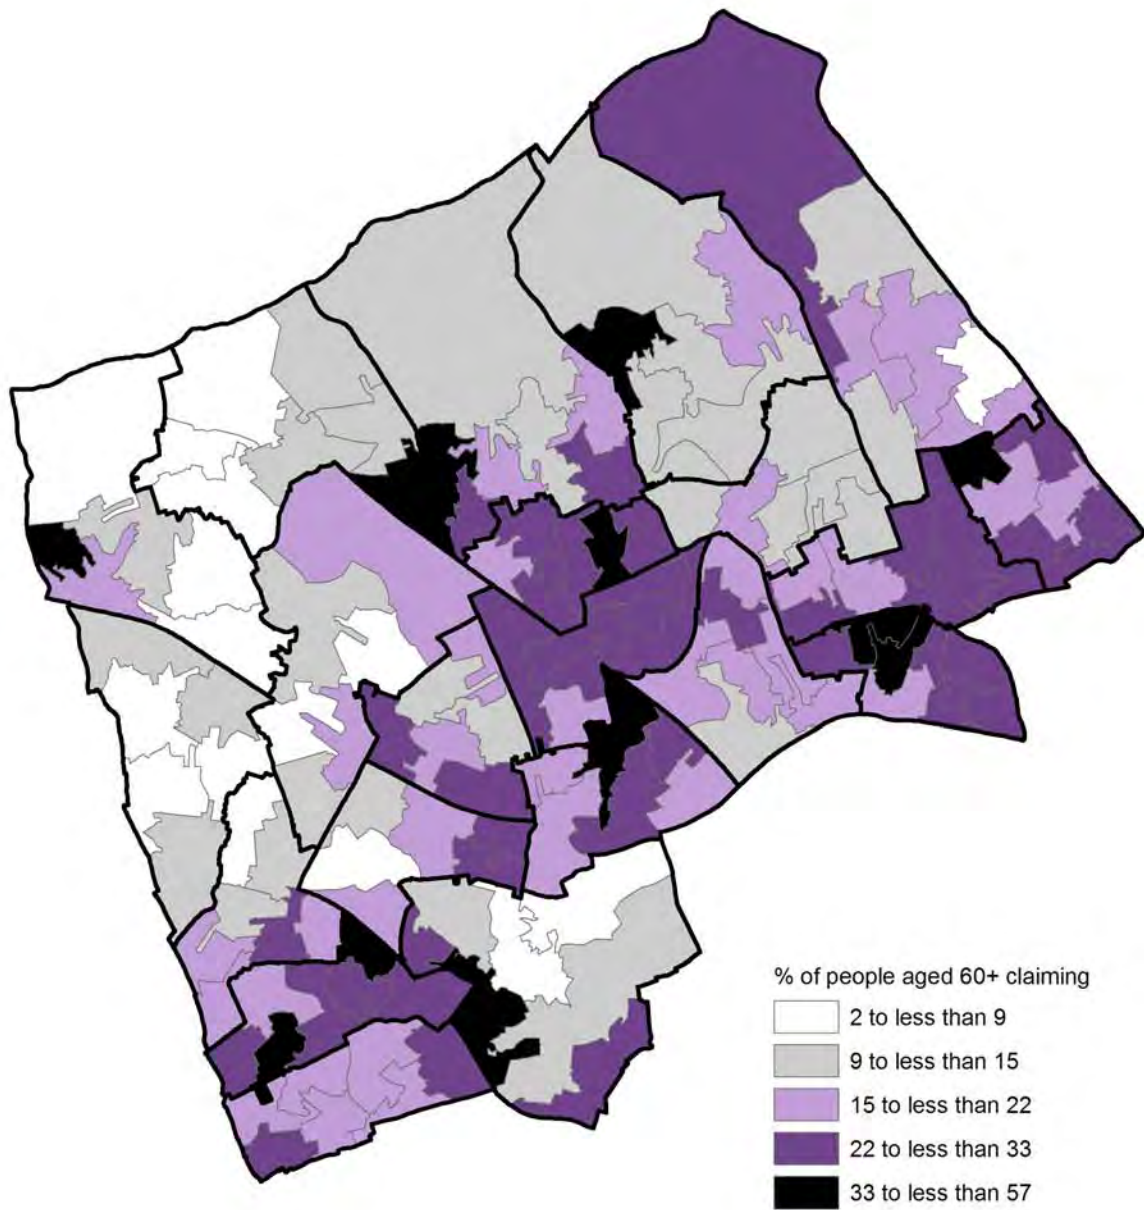 % of people aged 60+ claiming
2 to less than 9
9 to less than 15
15 to less than 22
22 to less than 33
33 to less than 57